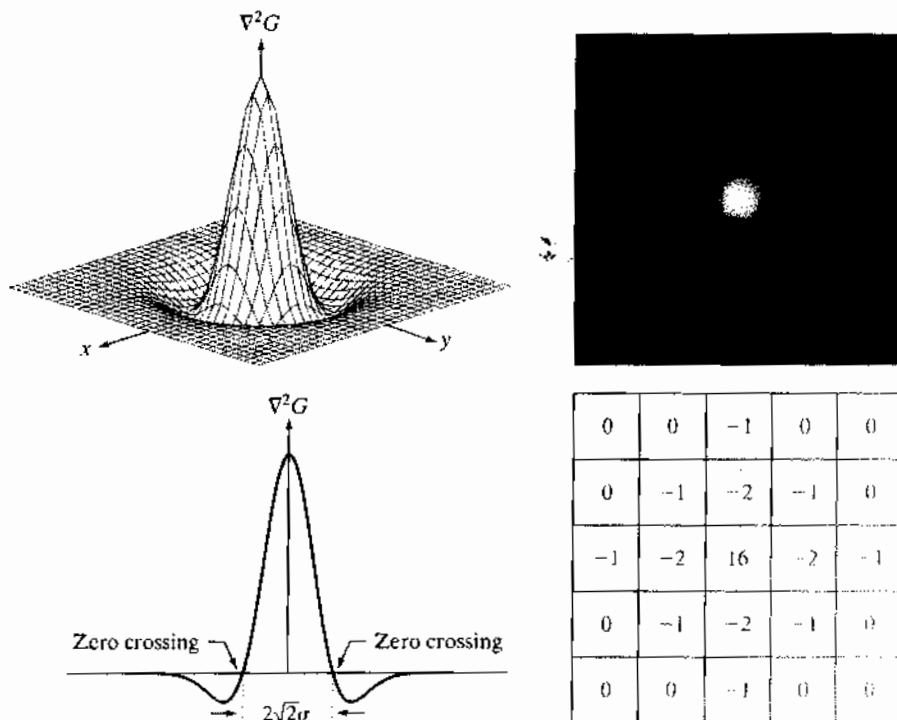 ∇²G
x
y
∇²G
Zero crossing
Zero crossing
2√2σ
0 0 −1 0 0
0 −1 −2 −1 0
−1 −2 16 −2 −1
0 −1 −2 −1 0
0 0 −1 0 0